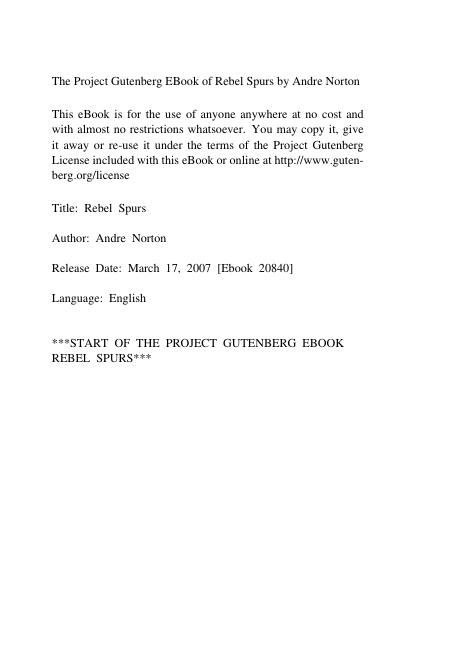 The Project Gutenberg EBook of Rebel Spurs by Andre Norton
This eBook is for the use of anyone anywhere at no cost and
with almost no restrictions whatsoever. You may copy it, give
it away or re-use it under the terms of the Project Gutenberg
License included with this eBook or online at http://www.guten-
berg.org/license
Title: Rebel Spurs
Author: Andre Norton
Release Date: March 17, 2007 [Ebook 20840]
Language: English
***START OF THE PROJECT GUTENBERG EBOOK
REBEL SPURS***